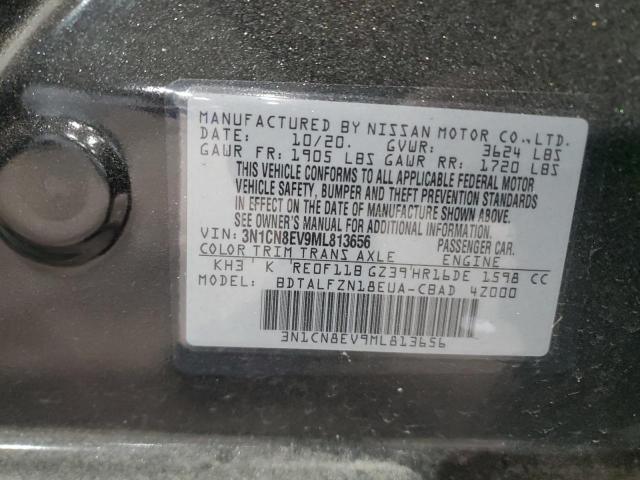 MANUFACTURED BY NISSAN MOTOR CO.,LTD.
DATE: 10/20. GVWR: 3624 LBS
GAWR FR: 1905 LBS GAWR RR: 1720 LBS
THIS VEHICLE CONFORMS TO ALL APPLICABLE FEDERAL MOTOR
VEHICLE SAFETY, BUMPER AND THEFT PREVENTION STANDARDS
IN EFFECT ON THE DATE OF MANUFACTURE SHOWN ABOVE.
SEE OWNER'S MANUAL FOR ADDITIONAL INFORMATION.
VIN: 3N1CN8EV9ML813656 PASSENGER CAR.
COLOR TRIM TRANS AXLE ENGINE
KH3 K RE0F11B GZ39 HR16DE 1598 CC
MODEL: BDTALFZN18EUA-CBAD 4Z000
3N1CN8EV9ML813656